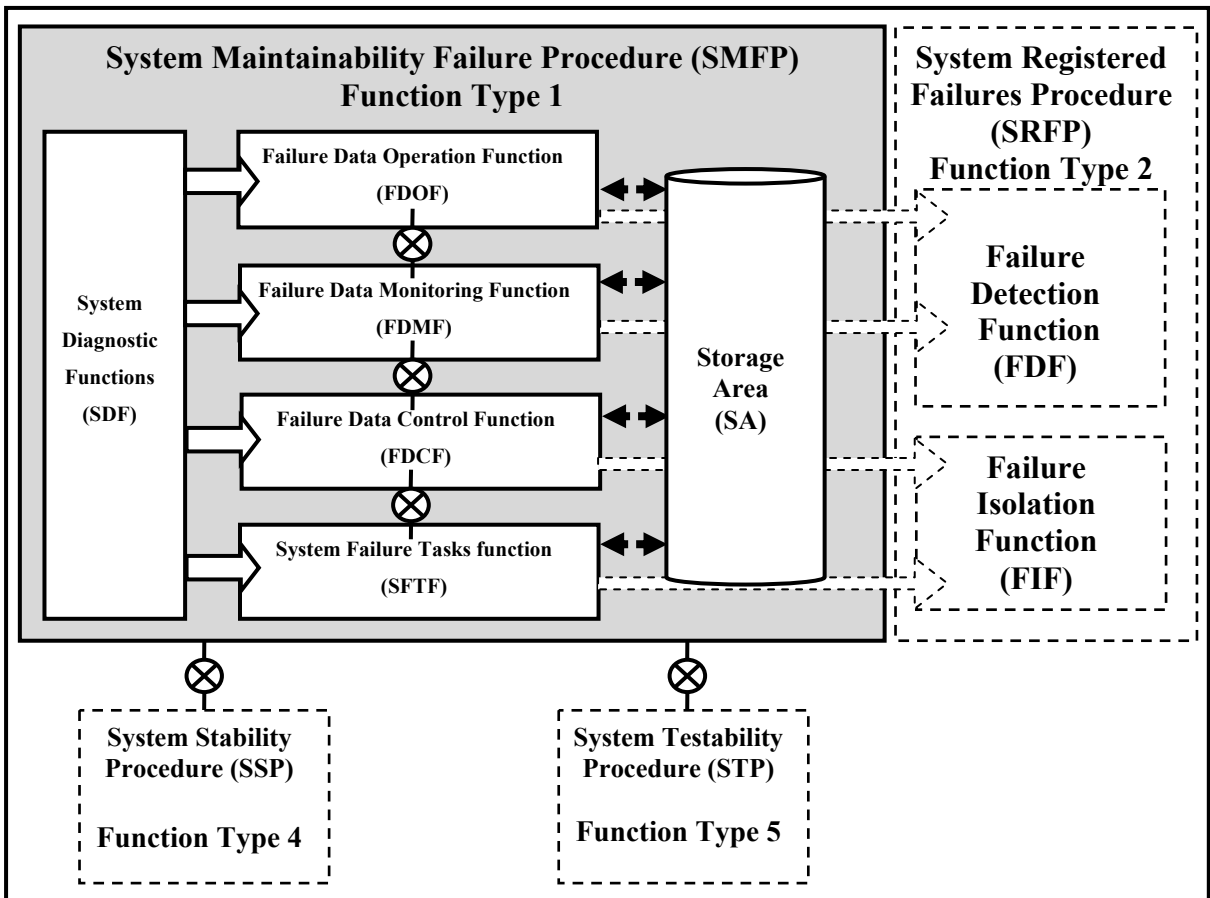 System Maintainability Failure Procedure (SMFP)
Function Type 1
System
Diagnostic
Functions
(SDF)
Failure Data Operation Function
(FDOF)
Failure Data Monitoring Function
(FDMF)
Failure Data Control Function
(FDCF)
System Failure Tasks function
(SFTF)
Storage
Area
(SA)
System Registered
Failures Procedure
(SRFP)
Function Type 2
Failure
Detection
Function
(FDF)
Failure
Isolation
Function
(FIF)
System Stability
Procedure (SSP)
Function Type 4
System Testability
Procedure (STP)
Function Type 5